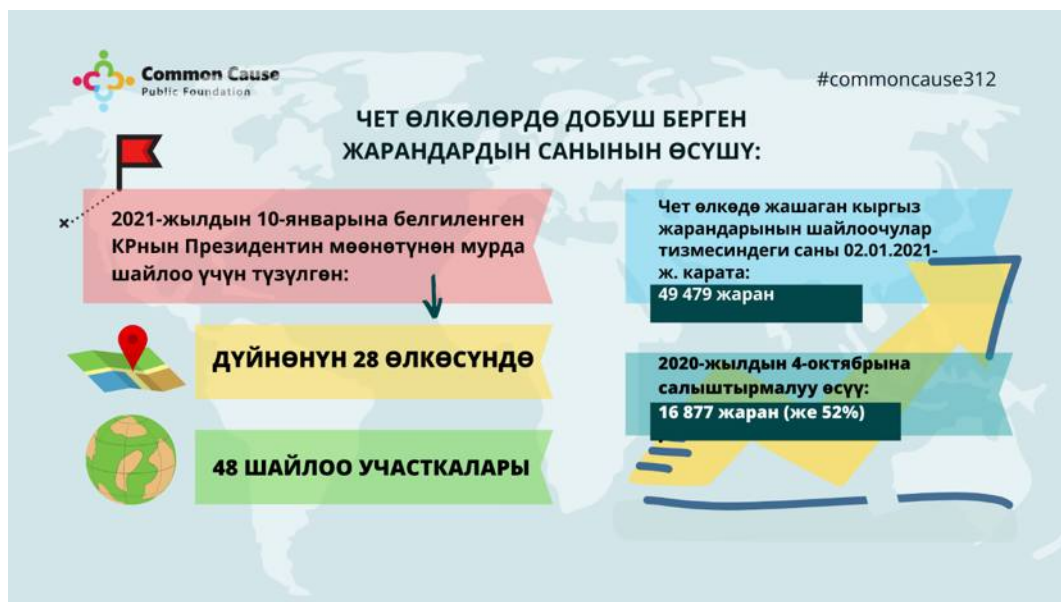 Common Cause
Public Foundation
#commoncause312
ЧЕТ ӨЛКӨЛӨРДӨ ДОБУШ БЕРГЕН
ЖАРАНДАРДЫН САНЫНЫН ӨСҮШҮ:
2021-жылдын 10-январына белгиленген
КРнын Президентин мөөнөтүнөн мурда
шайлоо үчүн түзүлгөн:
ДҮЙНӨНҮН 28 ӨЛКӨСҮНДӨ
48 ШАЙЛОО УЧАСТКАЛАРЫ
Чет өлкөдө жашаган кыргыз
жарандарынын шайлоочулар
тизмесиндеги саны 02.01.2021-
ж. карата:
49 479 жаран
2020-жылдын 4-октябрына
салыштырмалуу өсүү:
16 877 жаран (же 52%)